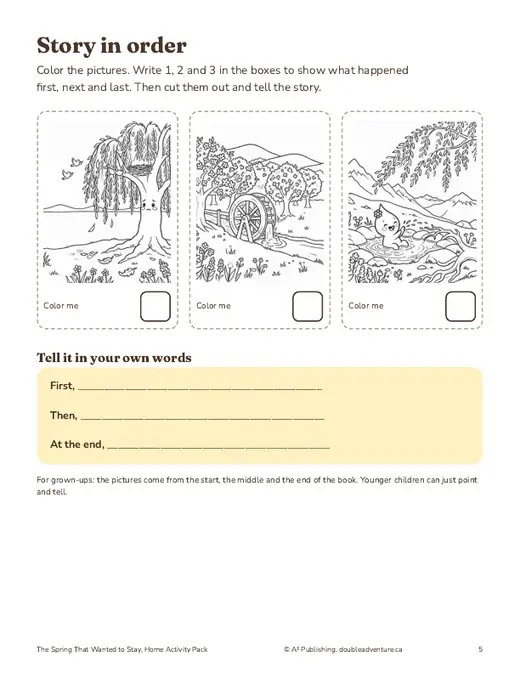 Story in order
Color the pictures. Write 1, 2 and 3 in the boxes to show what happened
first, next and last. Then cut them out and tell the story.
Color me
Color me
Color me
Tell it in your own words
First, ___________________________________________
Then, ___________________________________________
At the end, _______________________________________
For grown-ups: the pictures come from the start, the middle and the end of the book. Younger children can just point
and tell.
The Spring That Wanted to Stay. Home Activity Pack
© A² Publishing. doubleadventure.ca
5